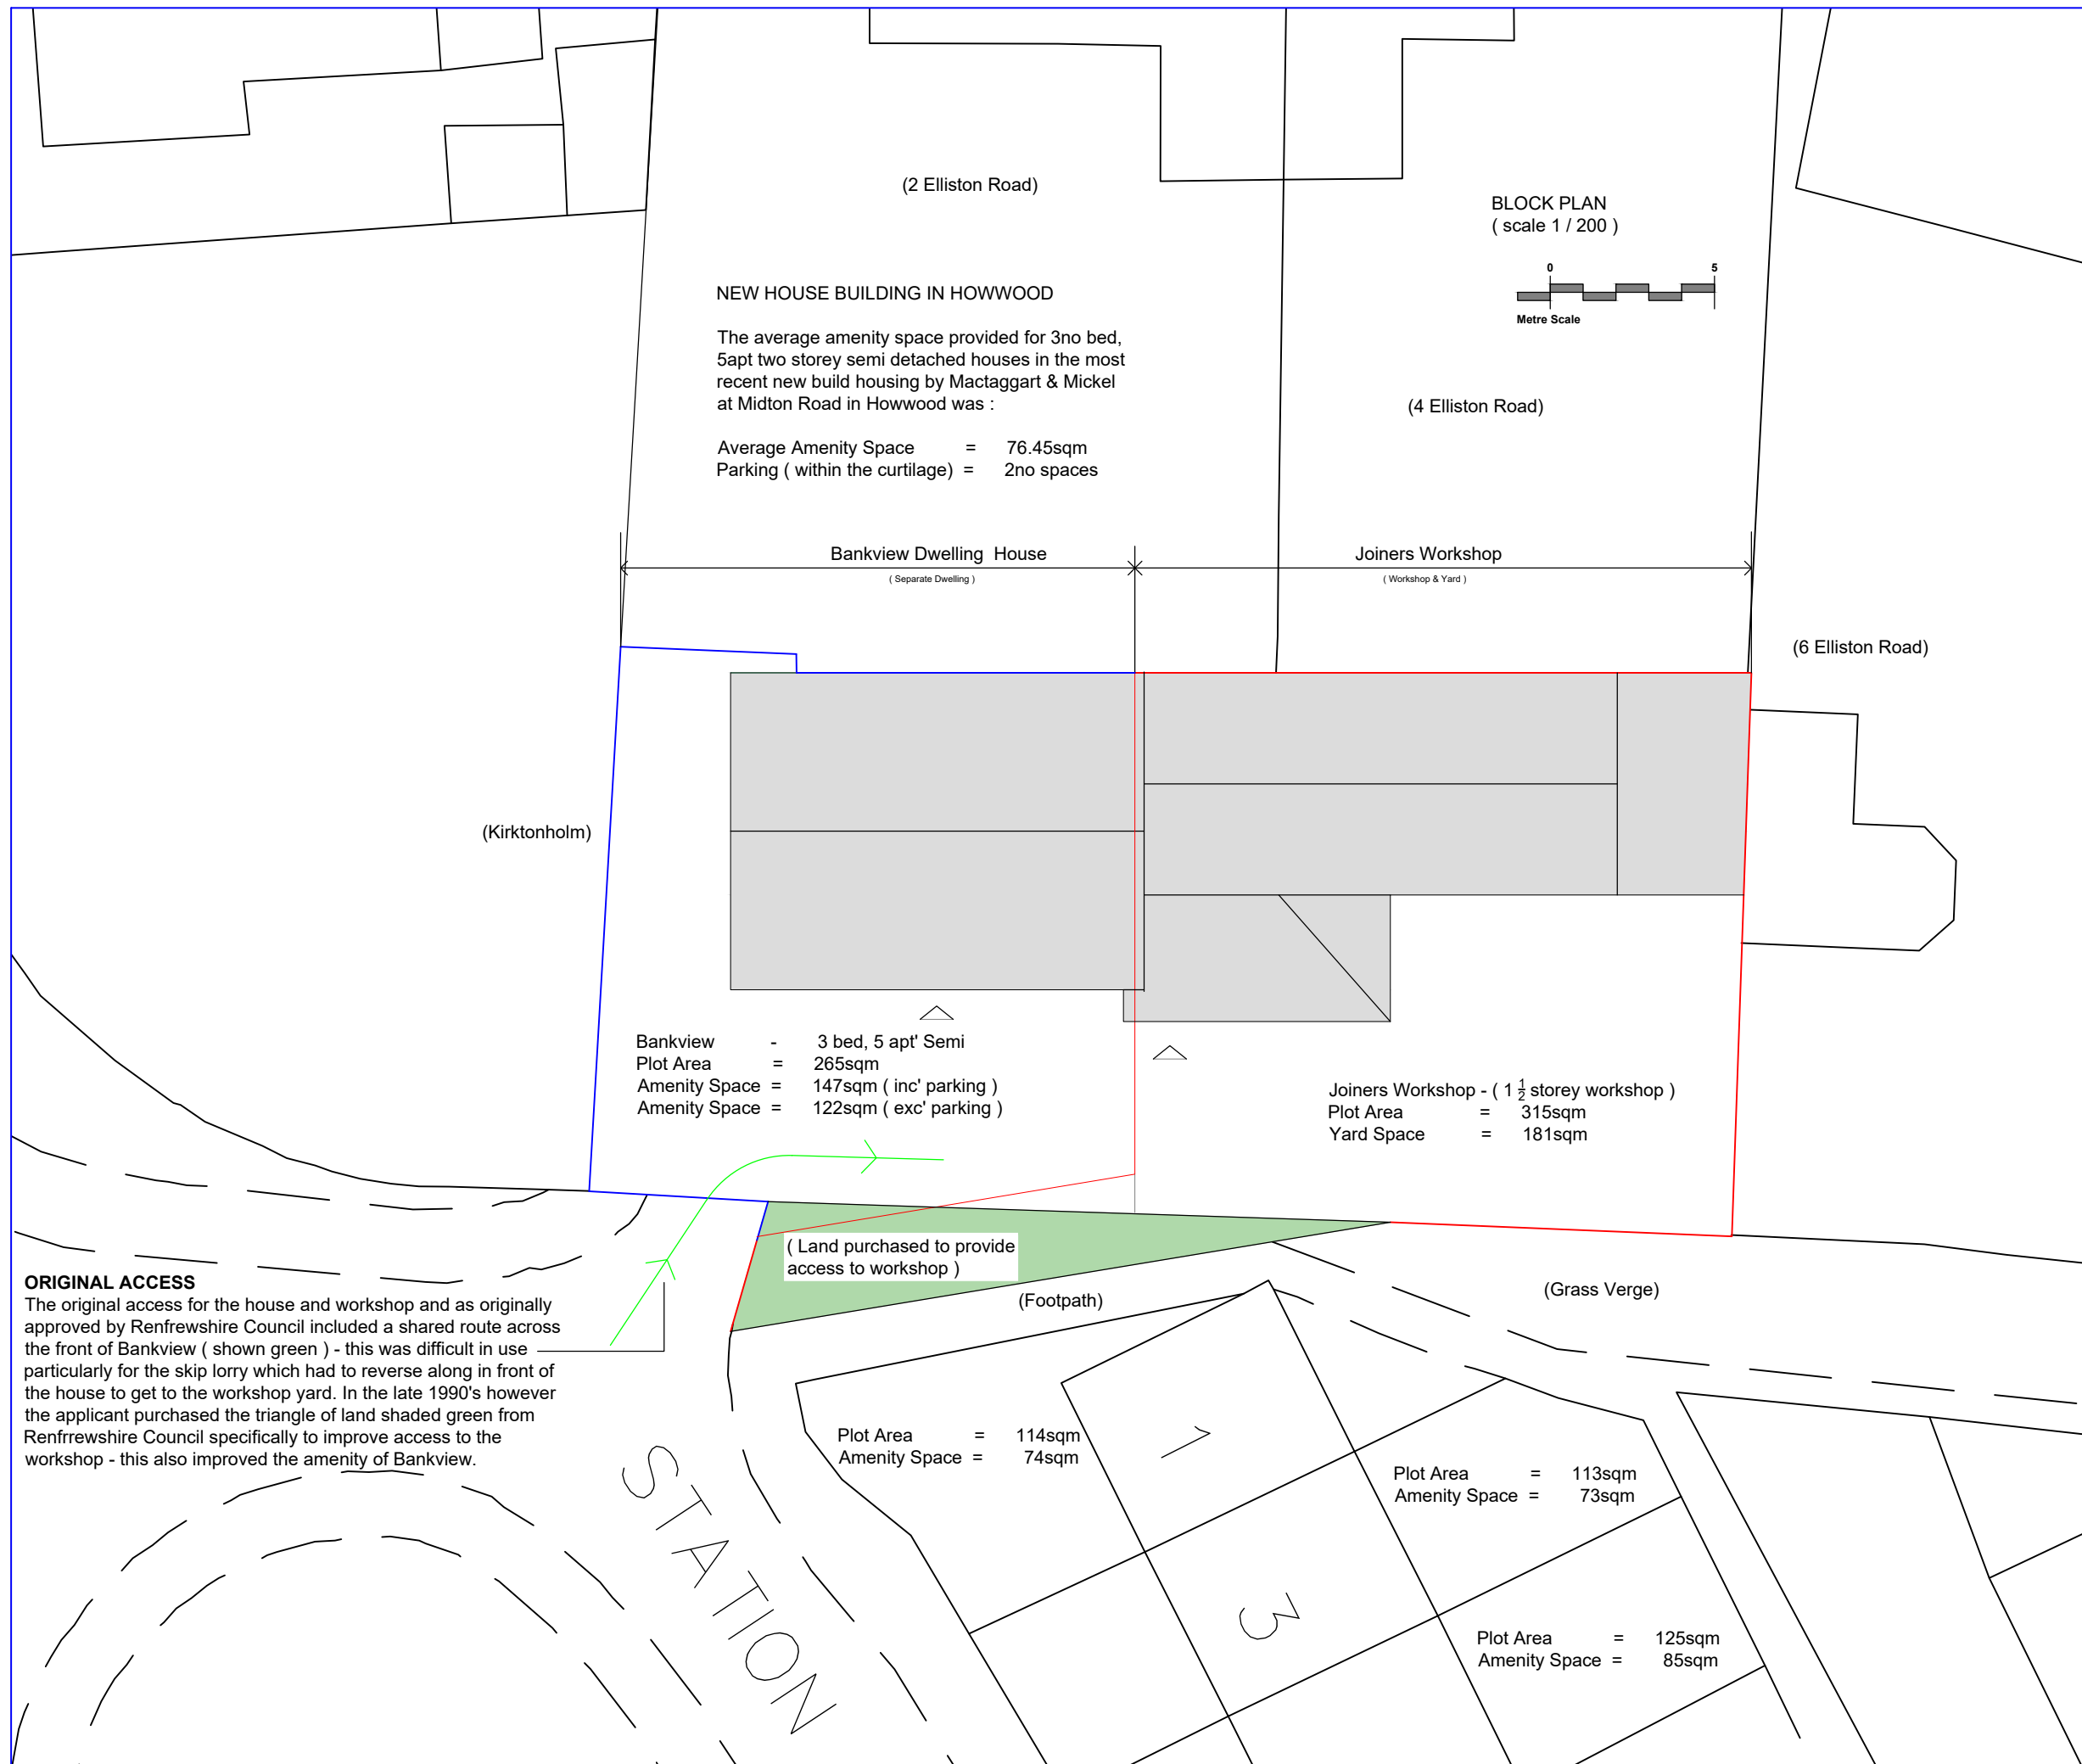 (2 Elliston Road)
BLOCK PLAN
( scale 1 / 200 )
0 5
Metre Scale
NEW HOUSE BUILDING IN HOWWOOD
The average amenity space provided for 3no bed,
5apt two storey semi detached houses in the most
recent new build housing by Mactaggart & Mickel
at Midton Road in Howwood was :
Average Amenity Space = 76.45sqm
Parking ( within the curtilage) = 2no spaces
(4 Elliston Road)
Bankview Dwelling House
( Separate Dwelling )
Joiners Workshop
( Workshop & Yard )
(6 Elliston Road)
(Kirktonholm)
Bankview - 3 bed, 5 apt' Semi
Plot Area = 265sqm
Amenity Space = 147sqm ( inc' parking )
Amenity Space = 122sqm ( exc' parking )
Joiners Workshop - ( 1 ½ storey workshop )
Plot Area = 315sqm
Yard Space = 181sqm
( Land purchased to provide
access to workshop )
(Footpath)
(Grass Verge)
ORIGINAL ACCESS
The original access for the house and workshop and as originally
approved by Renfrewshire Council included a shared route across
the front of Bankview ( shown green ) - this was difficult in use
particularly for the skip lorry which had to reverse along in front of
the house to get to the workshop yard. In the late 1990's however
the applicant purchased the triangle of land shaded green from
Renfrrewshire Council specifically to improve access to the
workshop - this also improved the amenity of Bankview.
Plot Area = 114sqm
Amenity Space = 74sqm
1
Plot Area = 113sqm
Amenity Space = 73sqm
STATION
3
Plot Area = 125sqm
Amenity Space = 85sqm